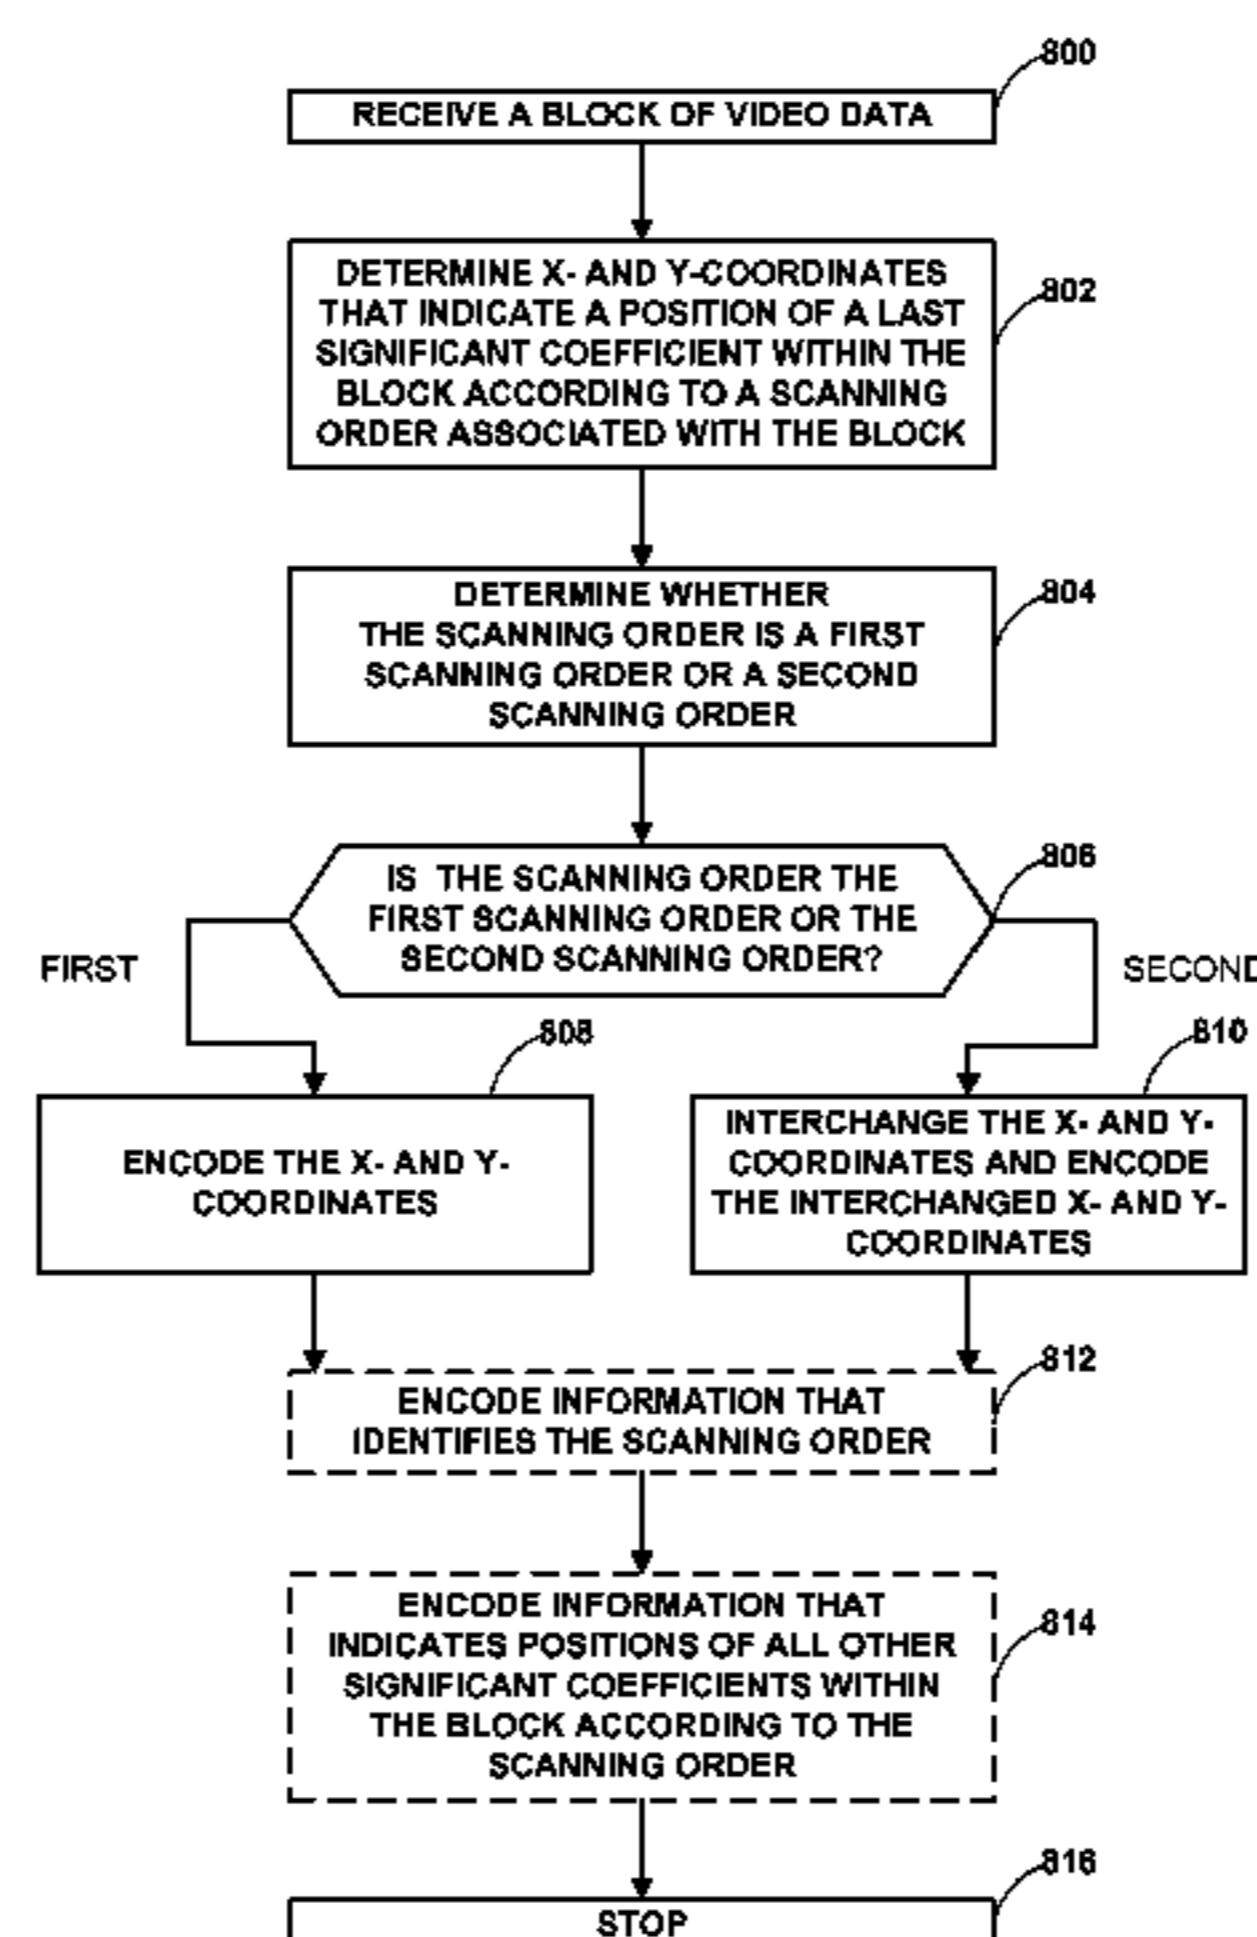 800
RECEIVE A BLOCK OF VIDEO DATA
802
DETERMINE X- AND Y-COORDINATES
THAT INDICATE A POSITION OF A LAST
SIGNIFICANT COEFFICIENT WITHIN THE
BLOCK ACCORDING TO A SCANNING
ORDER ASSOCIATED WITH THE BLOCK
804
DETERMINE WHETHER
THE SCANNING ORDER IS A FIRST
SCANNING ORDER OR A SECOND
SCANNING ORDER
806
IS THE SCANNING ORDER THE
FIRST SCANNING ORDER OR THE
SECOND SCANNING ORDER?
FIRST
SECOND
808
ENCODE THE X- AND Y-
COORDINATES
810
INTERCHANGE THE X- AND Y-
COORDINATES AND ENCODE
THE INTERCHANGED X- AND Y-
COORDINATES
812
ENCODE INFORMATION THAT
IDENTIFIES THE SCANNING ORDER
814
ENCODE INFORMATION THAT
INDICATES POSITIONS OF ALL OTHER
SIGNIFICANT COEFFICIENTS WITHIN
THE BLOCK ACCORDING TO THE
SCANNING ORDER
816
STOP